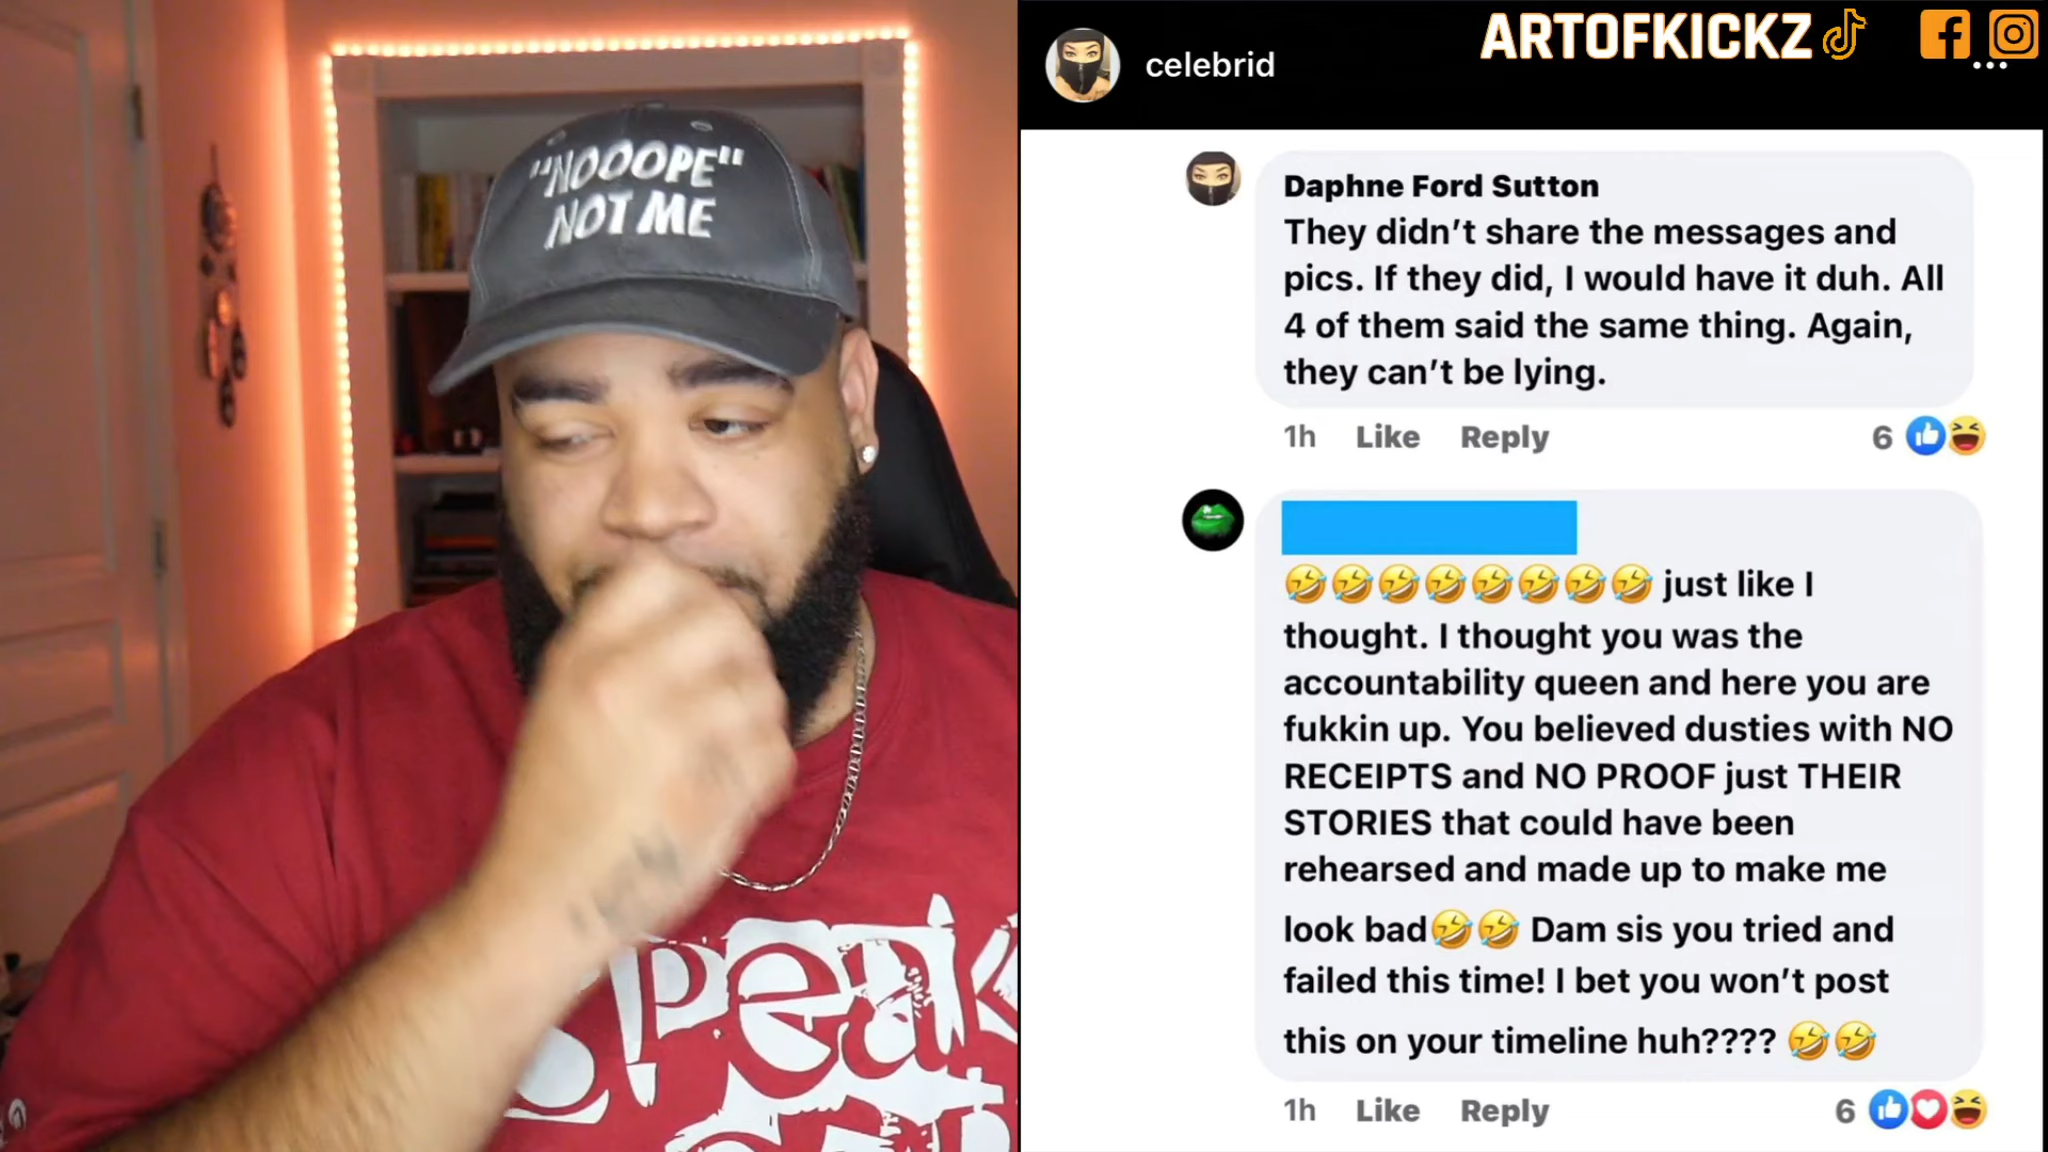 "NOOOPE"
NOT ME
Speak
ARTOFKICKZ
celebrid
Daphne Ford Sutton
They didn't share the messages and
pics. If they did, I would have it duh. All
4 of them said the same thing. Again,
they can't be lying.
1h Like Reply 6
🤣🤣🤣🤣🤣🤣🤣🤣 just like I
thought. I thought you was the
accountability queen and here you are
fukkin up. You believed dusties with NO
RECEIPTS and NO PROOF just THEIR
STORIES that could have been
rehearsed and made up to make me
look bad🤣🤣 Dam sis you tried and
failed this time! I bet you won't post
this on your timeline huh???? 🤣🤣
1h Like Reply 6